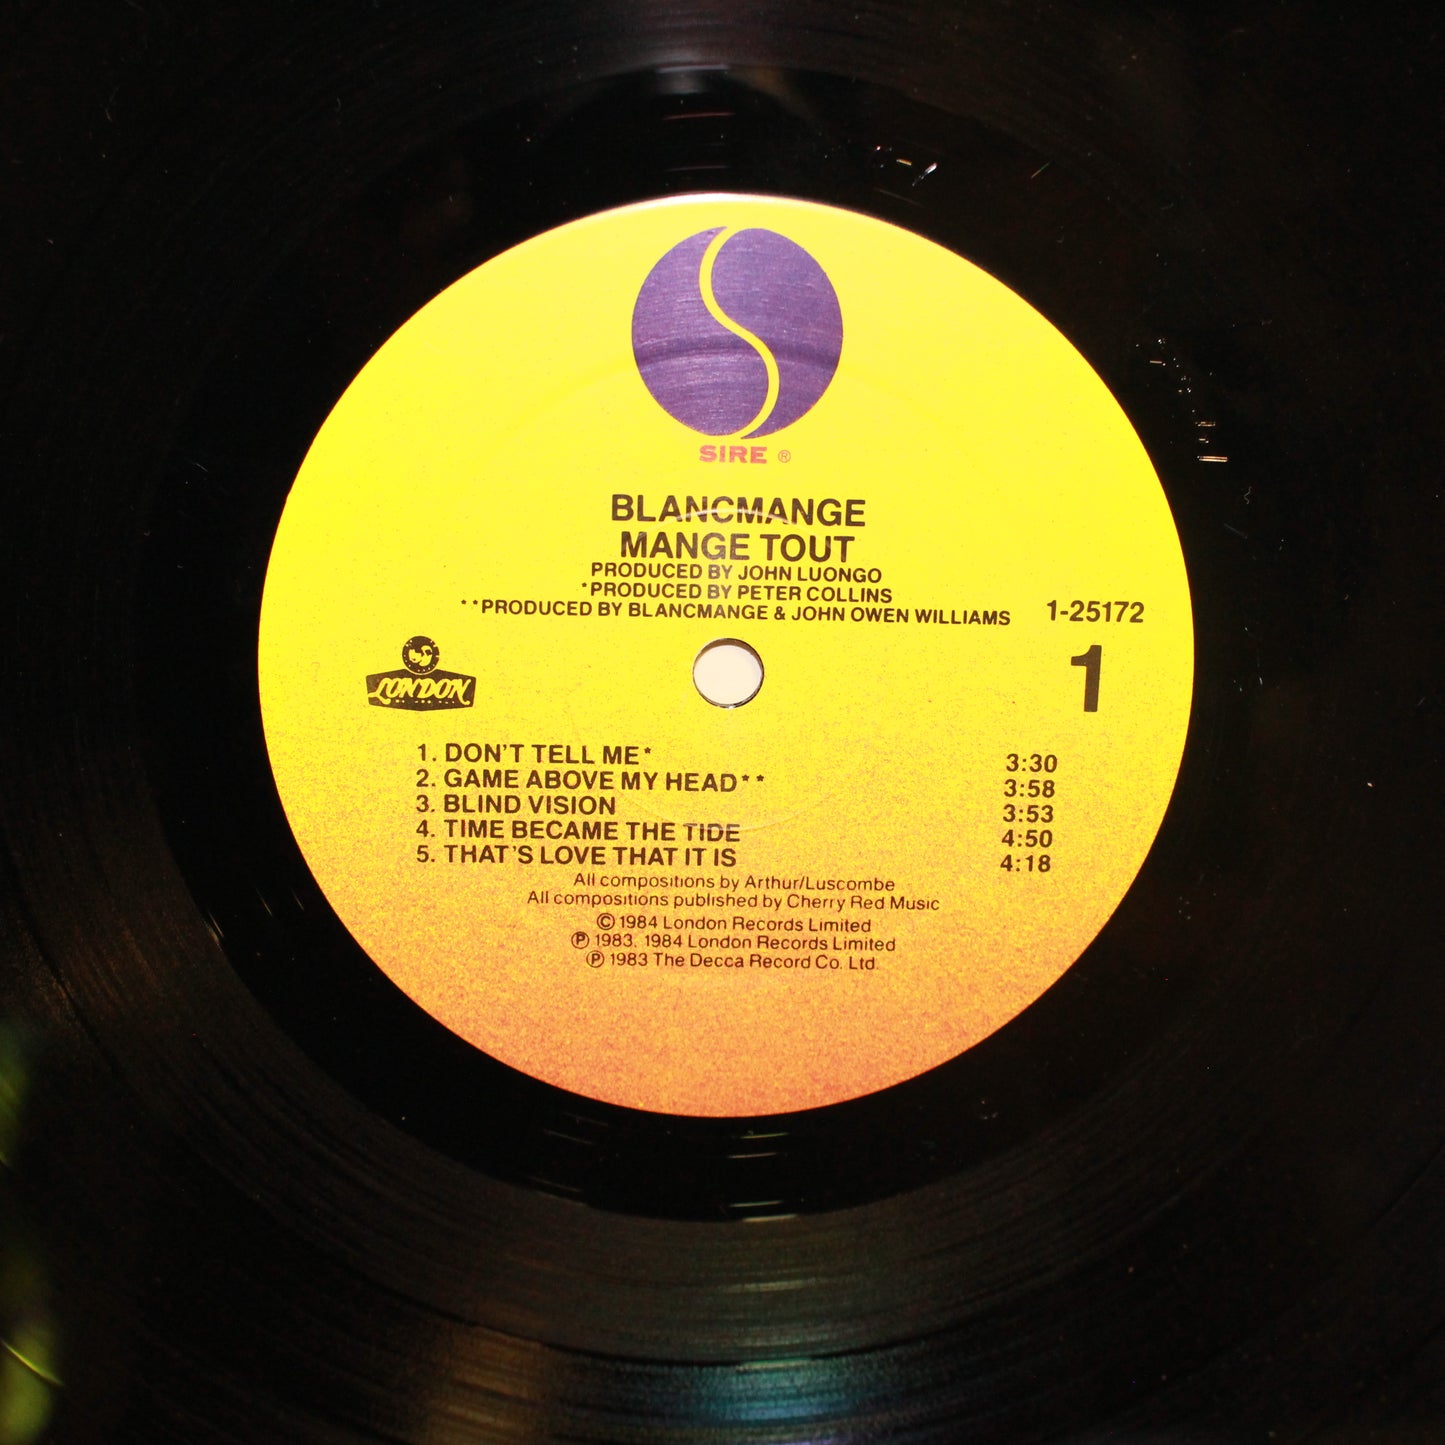 SIRE ®
BLANCMANGE
MANGE TOUT
PRODUCED BY JOHN LUONGO
*PRODUCED BY PETER COLLINS
**PRODUCED BY BLANCMANGE & JOHN OWEN WILLIAMS
1-25172
1
LONDON
1. DON'T TELL ME* 3:30
2. GAME ABOVE MY HEAD** 3:58
3. BLIND VISION 3:53
4. TIME BECAME THE TIDE 4:50
5. THAT'S LOVE THAT IT IS 4:18
All compositions by Arthur/Luscombe
All compositions published by Cherry Red Music
© 1984 London Records Limited
℗ 1983, 1984 London Records Limited
℗ 1983 The Decca Record Co. Ltd.